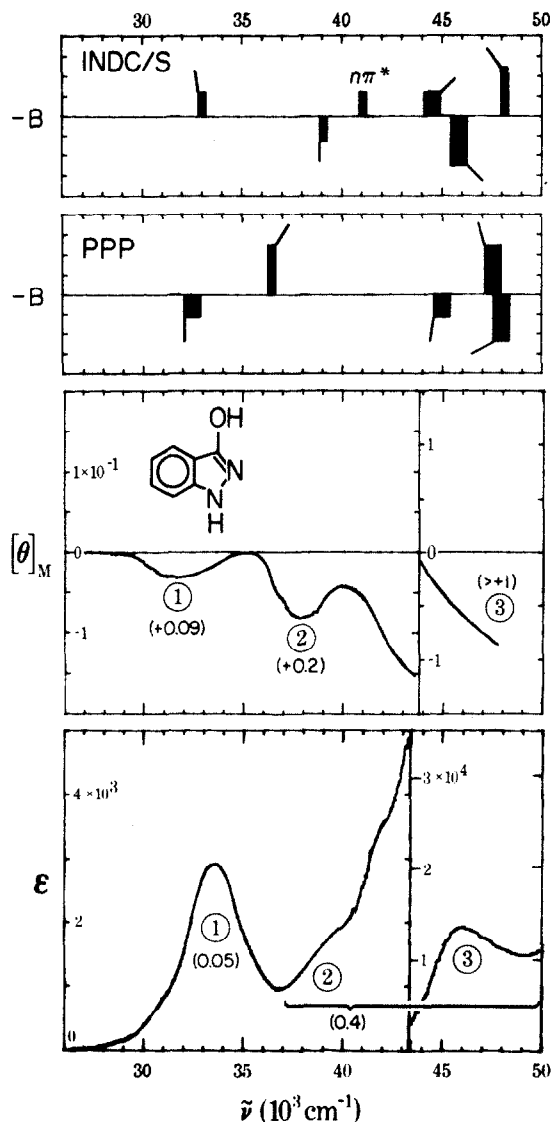 30 35 40 45 50
INDC/S
nπ*
-B
PPP
-B
OH
N
N
H
1×10⁻¹
0
-1
1
0
-1
[θ]M
①
(+0.09)
②
(+0.2)
(>+1)
③
4×10³
2
0
3×10⁴
2
1
ε
①
(0.05)
②
③
(0.4)
30 35 40 45 50
ν̃ (10³ cm⁻¹)